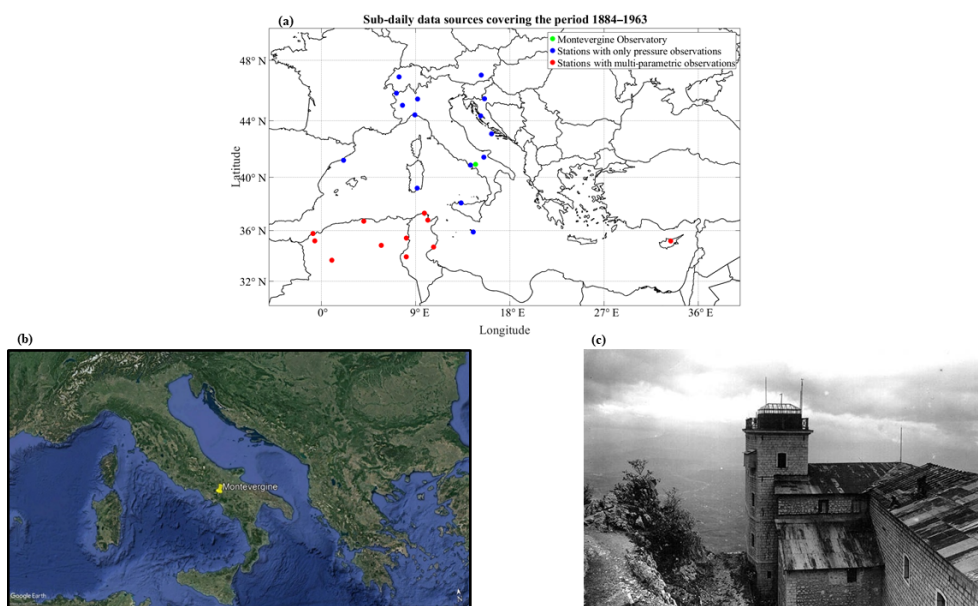 (a)
Sub-daily data sources covering the period 1884–1963
Montevergine Observatory
Stations with only pressure observations
Stations with multi-parametric observations
48° N
44° N
40° N
36° N
32° N
Latitude
0°
9° E
18° E
27° E
36° E
Longitude
(b)
(c)
Montevergine
Google Earth
N